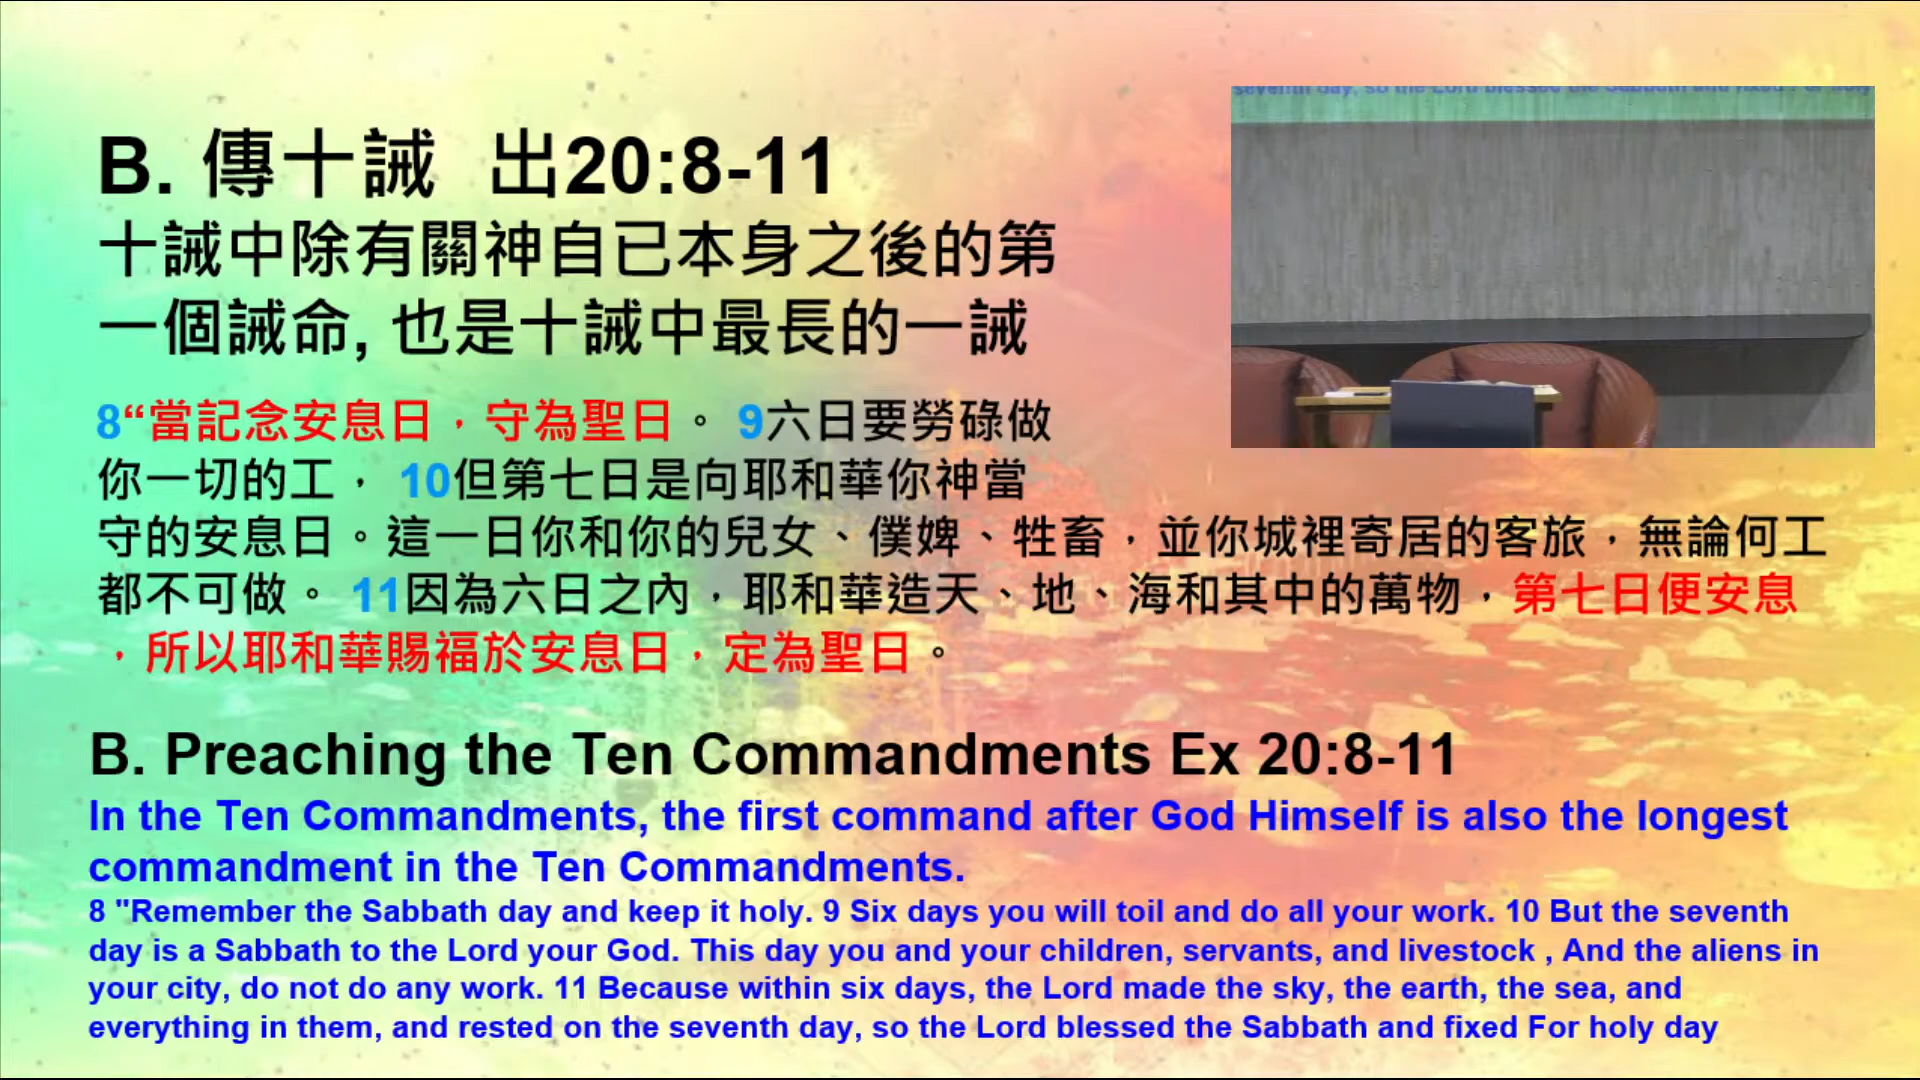 B. 傳十誡 出20:8-11
十誡中除有關神自已本身之後的第
一個誡命, 也是十誡中最長的一誡
8“當記念安息日，守為聖日。 9六日要勞碌做
你一切的工， 10但第七日是向耶和華你神當
守的安息日。這一日你和你的兒女、僕婢、牲畜，並你城裡寄居的客旅，無論何工
都不可做。 11因為六日之內，耶和華造天、地、海和其中的萬物，第七日便安息
，所以耶和華賜福於安息日，定為聖日。
seventh day, so the Lord blessed the Sabbath and fixed For holy
B. Preaching the Ten Commandments Ex 20:8-11
In the Ten Commandments, the first command after God Himself is also the longest
commandment in the Ten Commandments.
8 "Remember the Sabbath day and keep it holy. 9 Six days you will toil and do all your work. 10 But the seventh
day is a Sabbath to the Lord your God. This day you and your children, servants, and livestock , And the aliens in
your city, do not do any work. 11 Because within six days, the Lord made the sky, the earth, the sea, and
everything in them, and rested on the seventh day, so the Lord blessed the Sabbath and fixed For holy day